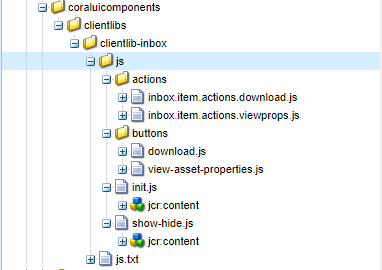 coraluicomponents
clientlibs
clientlib-inbox
js
actions
inbox.item.actions.download.js
inbox.item.actions.viewprops.js
buttons
download.js
view-asset-properties.js
init.js
jcr:content
show-hide.js
jcr:content
js.txt